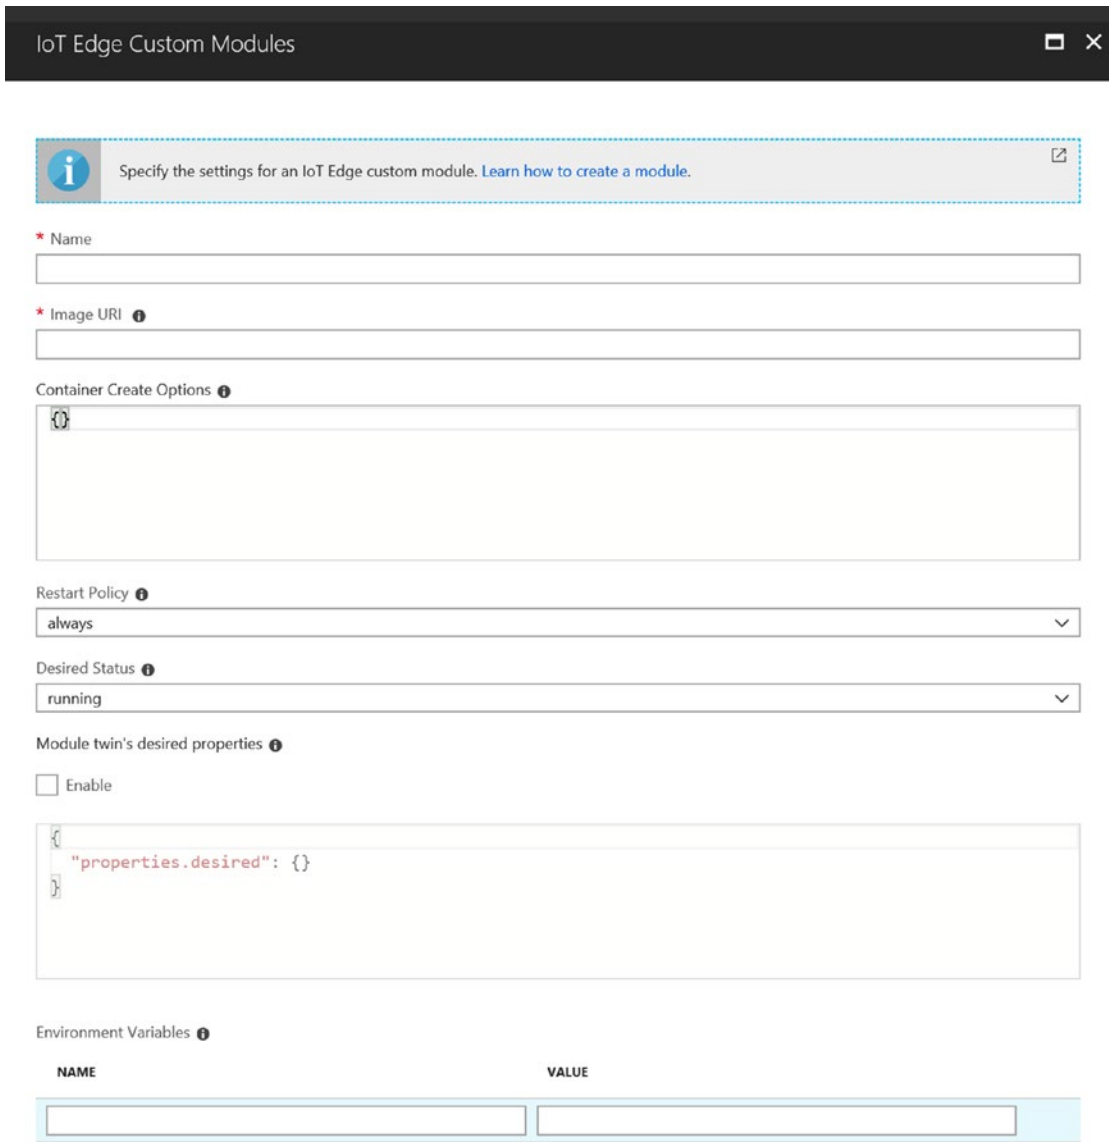 IoT Edge Custom Modules
Specify the settings for an IoT Edge custom module. Learn how to create a module.
* Name
* Image URI
Container Create Options
{}
Restart Policy
always
Desired Status
running
Module twin's desired properties
Enable
{
"properties.desired": {}
}
Environment Variables
NAME VALUE